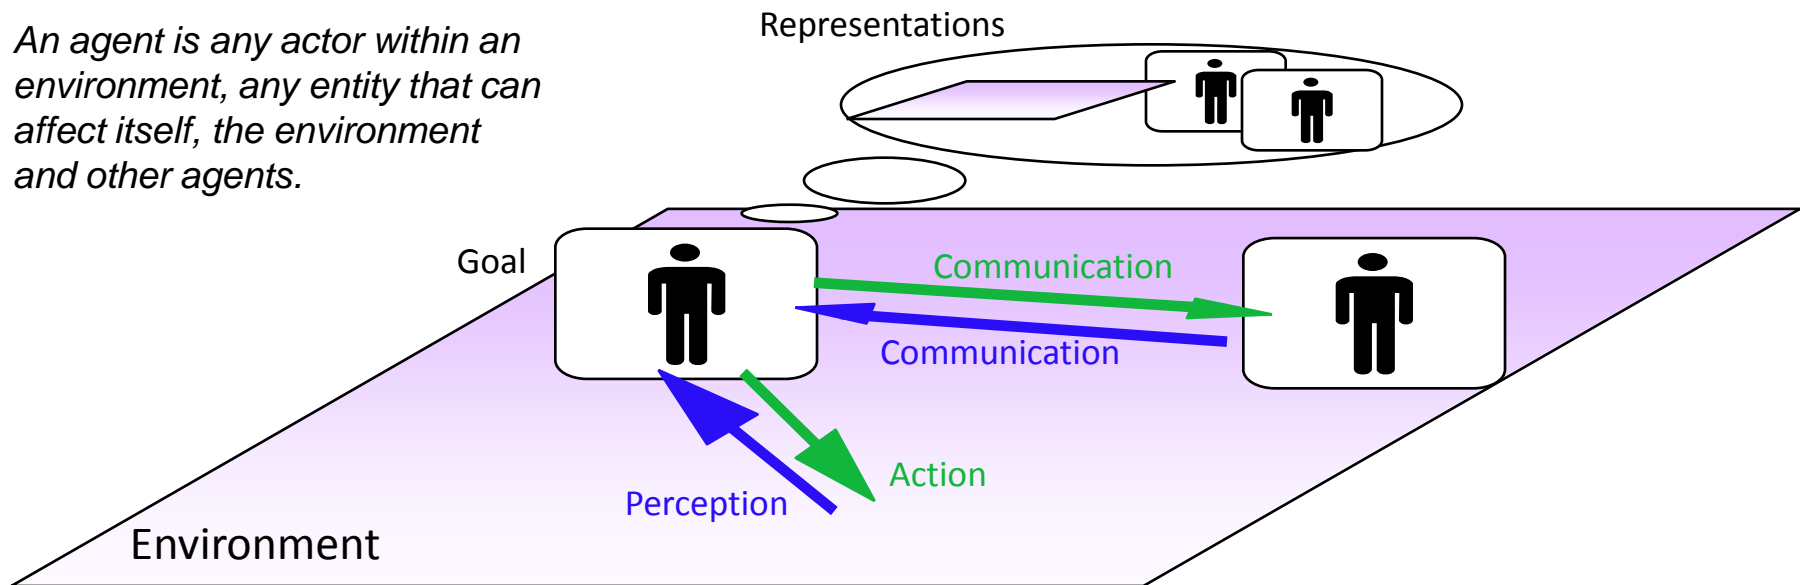 An agent is any actor within an
environment, any entity that can
affect itself, the environment
and other agents.
Representations
Goal
Communication
Communication
Action
Perception
Environment